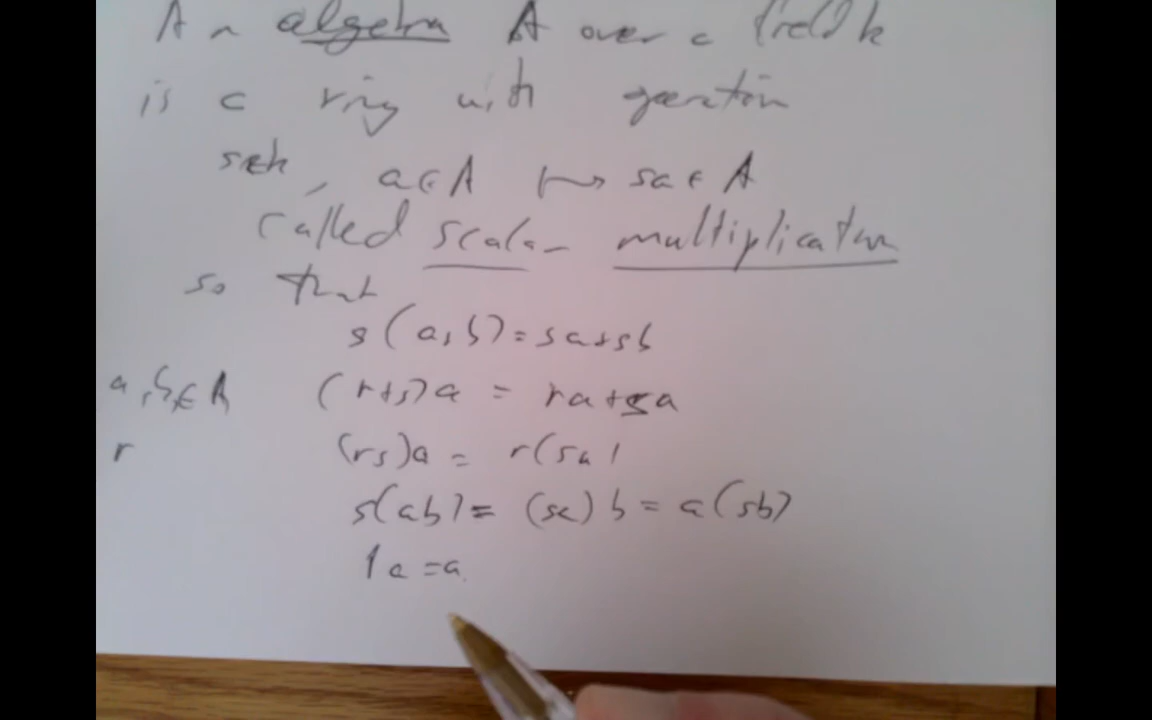 An algebra A over a field k
is a ring with operation
s∈k, a∈A ↦ sa∈A
called scalar multiplication
so that
s(a+b)=sa+sb
a,b∈A (r+s)a = ra+sa
r (rs)a = r(sa)
s(ab) = (sa)b = a(sb)
1a=a.